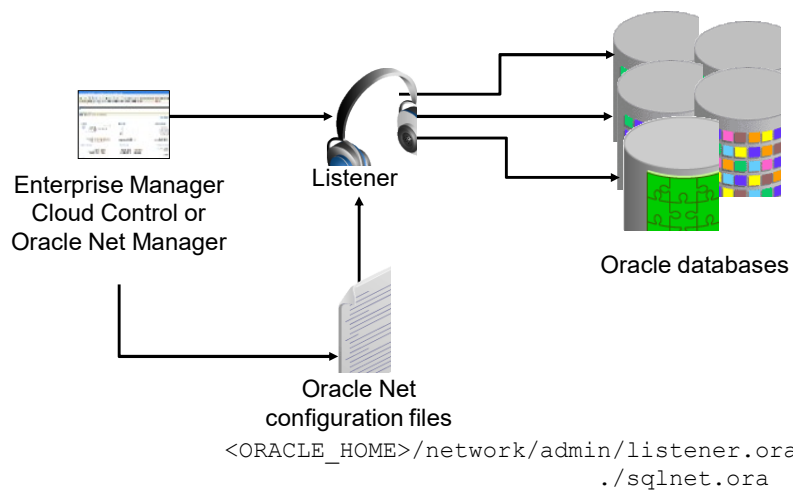 Enterprise Manager
Cloud Control or
Oracle Net Manager
Listener
Oracle databases
Oracle Net
configuration files
<ORACLE_HOME>/network/admin/listener.ora
./sqlnet.ora